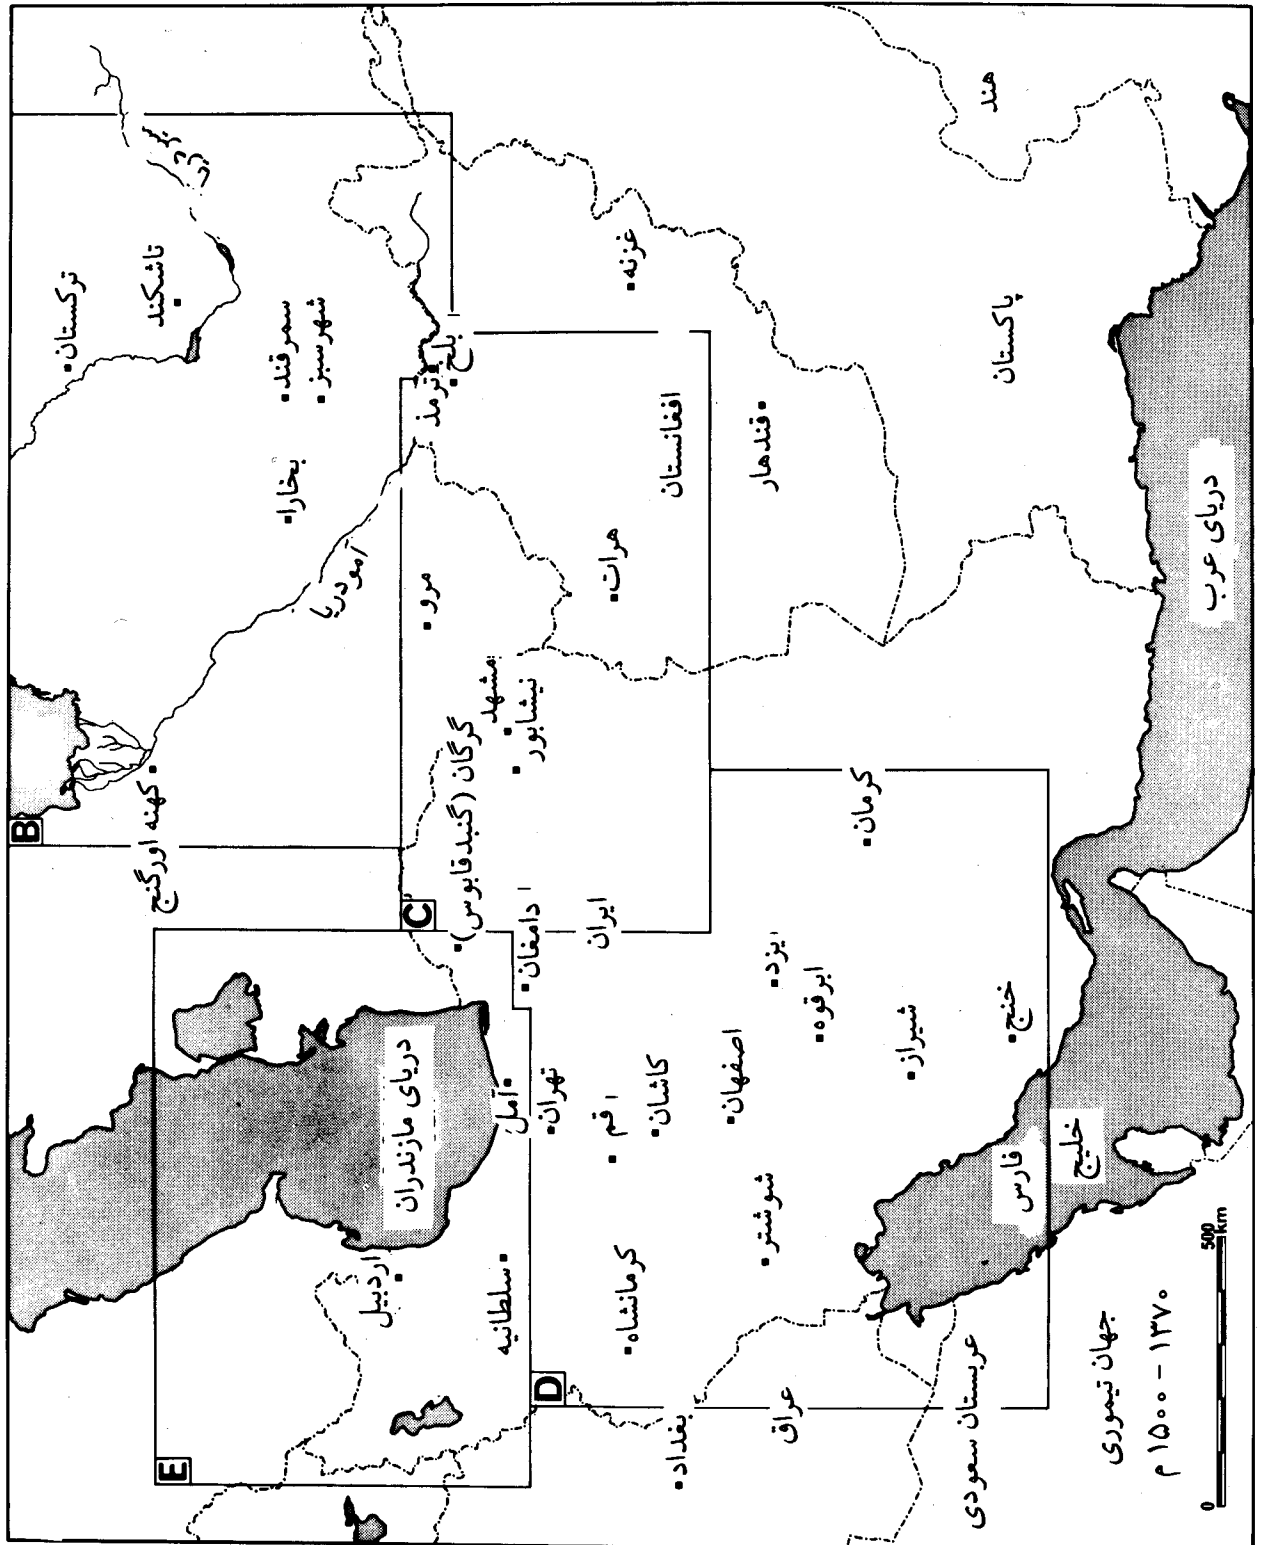 B
ترکستان
کهنه اورگنج
تاشکند
E
سمرقند
بخارا
شهرسبز
آمودریا
اردبیل
دریای مازندران
C
مرو
ترمذ
بلخ
گرگان (گنبدقابوس)
مشهد
نیشابور
آمل
سلطانیه
دامغان
تهران
D
ایران
هرات
غزنه
قم
کرمانشاه
کاشان
افغانستان
بغداد
اصفهان
قندهار
یزد
شوشتر
عراق
ابرقوه
کرمان
شیراز
عربستان سعودی
هند
پاکستان
خنج
فارس
خلیج
جهان تیموری
۱۳۷۰ - ۱۵۰۰ م
دریای عرب
0 500 km